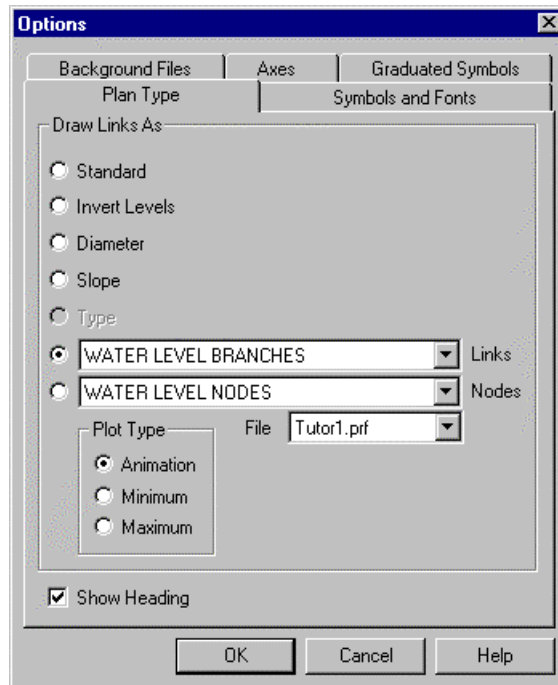 Options
Background Files Axes Graduated Symbols
Plan Type Symbols and Fonts
Draw Links As
Standard
Invert Levels
Diameter
Slope
Type
WATER LEVEL BRANCHES Links
WATER LEVEL NODES Nodes
Plot Type File Tutor1.prf
Animation
Minimum
Maximum
Show Heading
OK Cancel Help